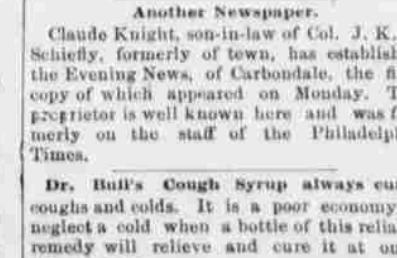 Another Newspaper.
Claude Knight, son-in-law of Col. J. K.
Schiefly, formerly of town, has establis
the Evening News, of Carbondale, the fi
copy of which appeared on Monday. T
proprietor is well known here and was f
merly on the staff of the Philadelp
Times.
Dr. Bull's Cough Syrup always cu
coughs and colds. It is a poor economy
neglect a cold when a bottle of this relia
remedy will relieve and cure it at on